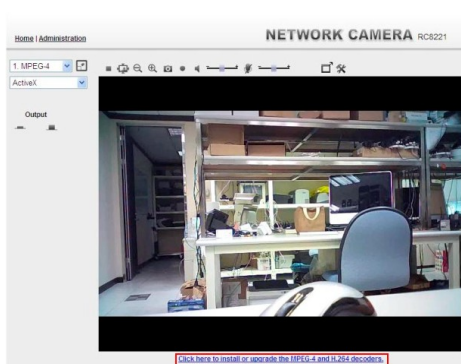 Home | Administration
NETWORK CAMERA RC8221
1. MPEG-4
ActiveX
Output
Click here to install or upgrade the MPEG-4 and H.264 decoders.